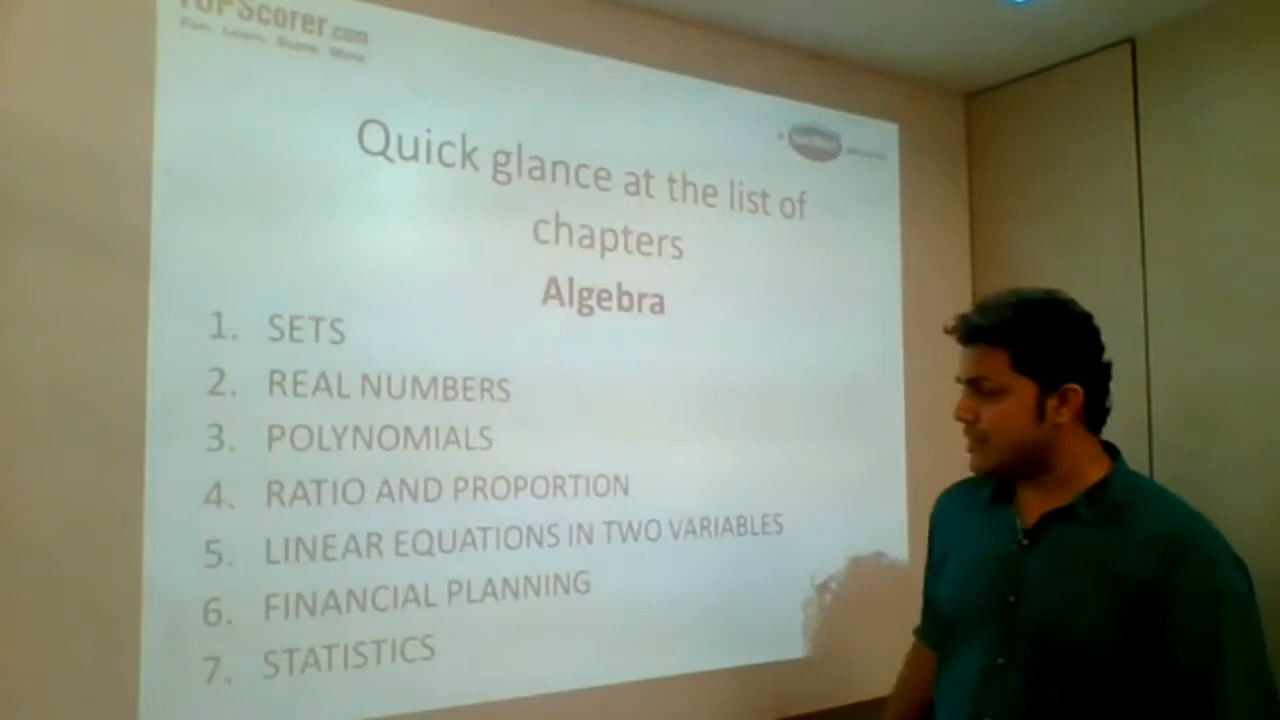 TOPScorer.com
Quick glance at the list of
chapters
Algebra
1. SETS
2. REAL NUMBERS
3. POLYNOMIALS
4. RATIO AND PROPORTION
5. LINEAR EQUATIONS IN TWO VARIABLES
6. FINANCIAL PLANNING
7. STATISTICS